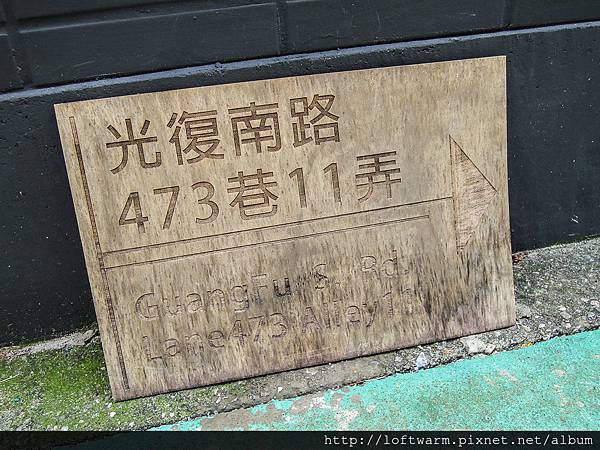 光復南路
473巷11弄
GuangFu S. Rd.
Lane473 Alley11
http://loftwarm.pixnet.net/album